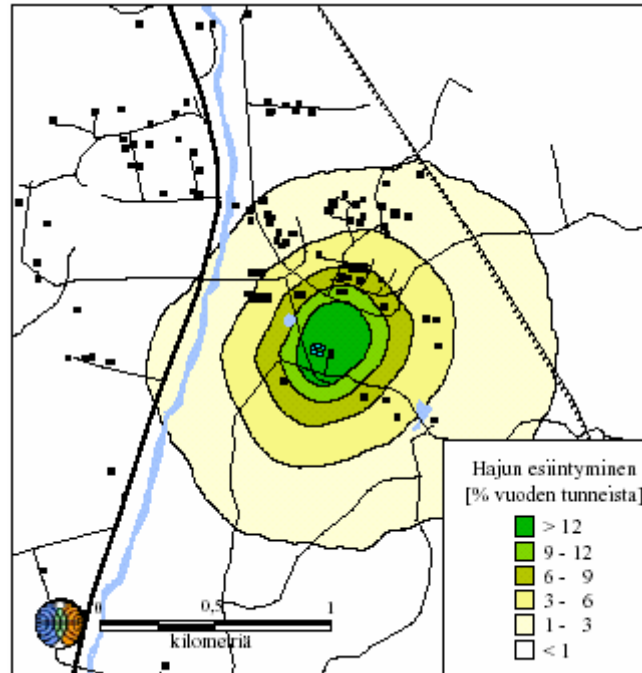 Hajun esiintyminen
[% vuoden tunneista]
> 12
9 - 12
6 - 9
3 - 6
1 - 3
< 1
0 0,5 1
kilometriä